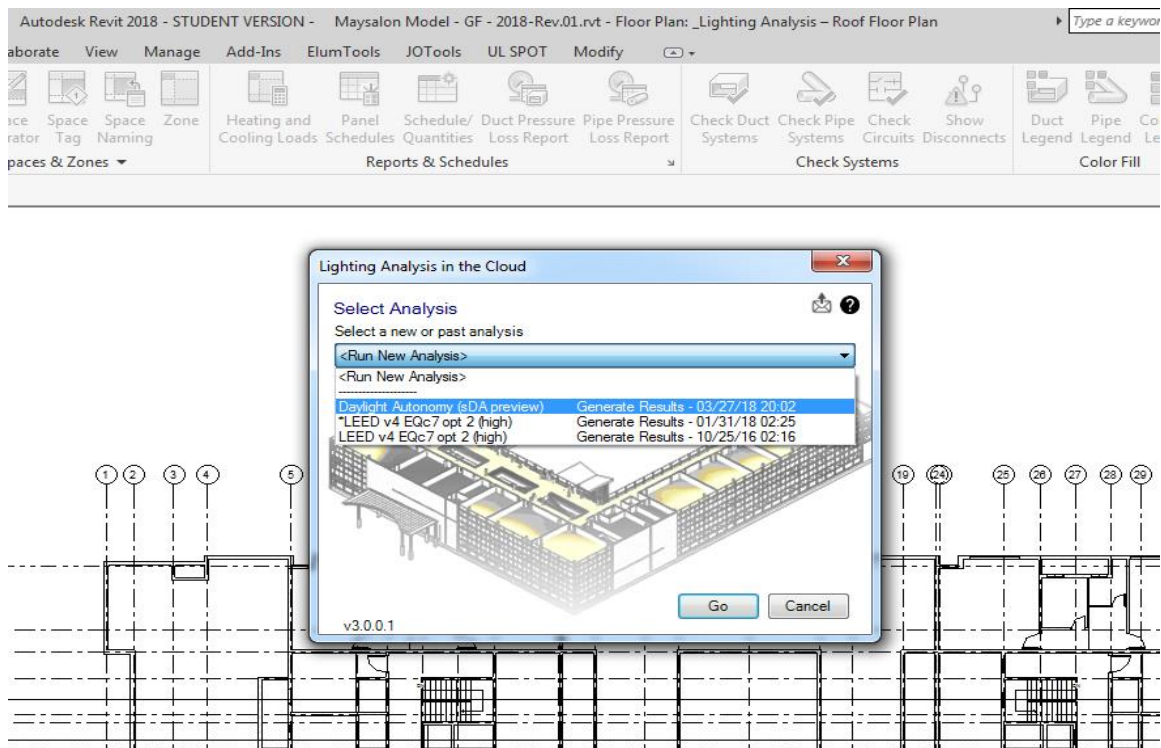 Autodesk Revit 2018 - STUDENT VERSION - Maysalon Model - GF - 2018-Rev.01.rvt - Floor Plan: _Lighting Analysis – Roof Floor Plan
Type a keywor
aborate View Manage Add-Ins ElumTools JOTools UL SPOT Modify
ace Space Space Zone Heating and Panel Schedule/ Duct Pressure Pipe Pressure Check Duct Check Pipe Check Show Duct Pipe Co
rator Tag Naming Cooling Loads Schedules Quantities Loss Report Loss Report Systems Systems Circuits Disconnects Legend Legend Le
paces & Zones Reports & Schedules Check Systems Color Fill
Lighting Analysis in the Cloud
Select Analysis
Select a new or past analysis
<Run New Analysis>
<Run New Analysis>
--------------------
Daylight Autonomy (sDA preview) Generate Results - 03/27/18 20:02
*LEED v4 EQc7 opt 2 (high) Generate Results - 01/31/18 02:25
LEED v4 EQc7 opt 2 (high) Generate Results - 10/25/16 02:16
1 2 3 4 5 19 25 26 27 28 29
Go Cancel
v3.0.0.1